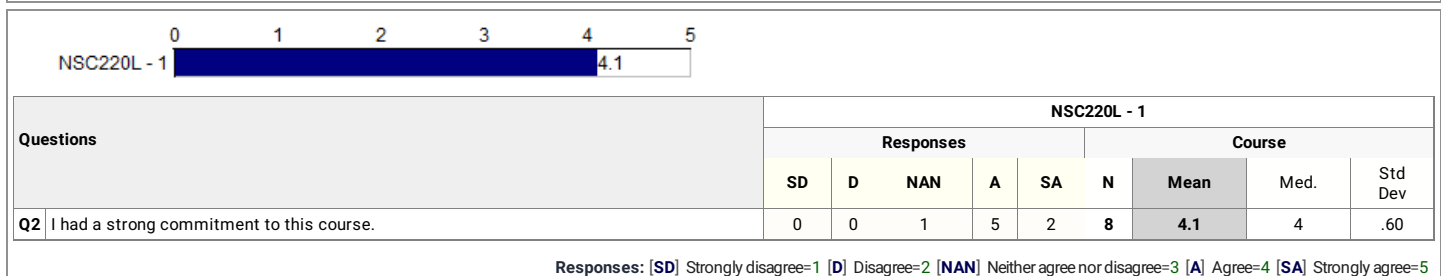 0 1 2 3 4 5
NSC220L - 1 4.1
NSC220L - 1
Questions Responses Course
SD D NAN A SA N Mean Med. Std Dev
Q2 I had a strong commitment to this course. 0 0 1 5 2 8 4.1 4 .60
Responses: [SD] Strongly disagree=1 [D] Disagree=2 [NAN] Neither agree nor disagree=3 [A] Agree=4 [SA] Strongly agree=5